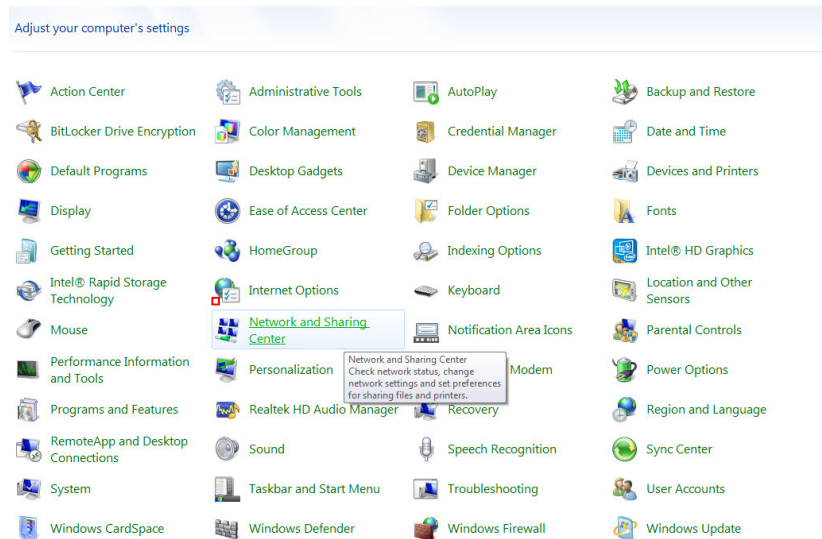 Adjust your computer's settings
Action Center
Administrative Tools
AutoPlay
Backup and Restore
BitLocker Drive Encryption
Color Management
Credential Manager
Date and Time
Default Programs
Desktop Gadgets
Device Manager
Devices and Printers
Display
Ease of Access Center
Folder Options
Fonts
Getting Started
HomeGroup
Indexing Options
Intel® HD Graphics
Intel® Rapid Storage
Technology
Internet Options
Keyboard
Location and Other
Sensors
Mouse
Network and Sharing
Center
Notification Area Icons
Parental Controls
Performance Information
and Tools
Personalization
Network and Sharing Center
Check network status, change
network settings and set preferences
for sharing files and printers.
Modem
Power Options
Programs and Features
Realtek HD Audio Manager
Recovery
Region and Language
RemoteApp and Desktop
Connections
Sound
Speech Recognition
Sync Center
System
Taskbar and Start Menu
Troubleshooting
User Accounts
Windows CardSpace
Windows Defender
Windows Firewall
Windows Update